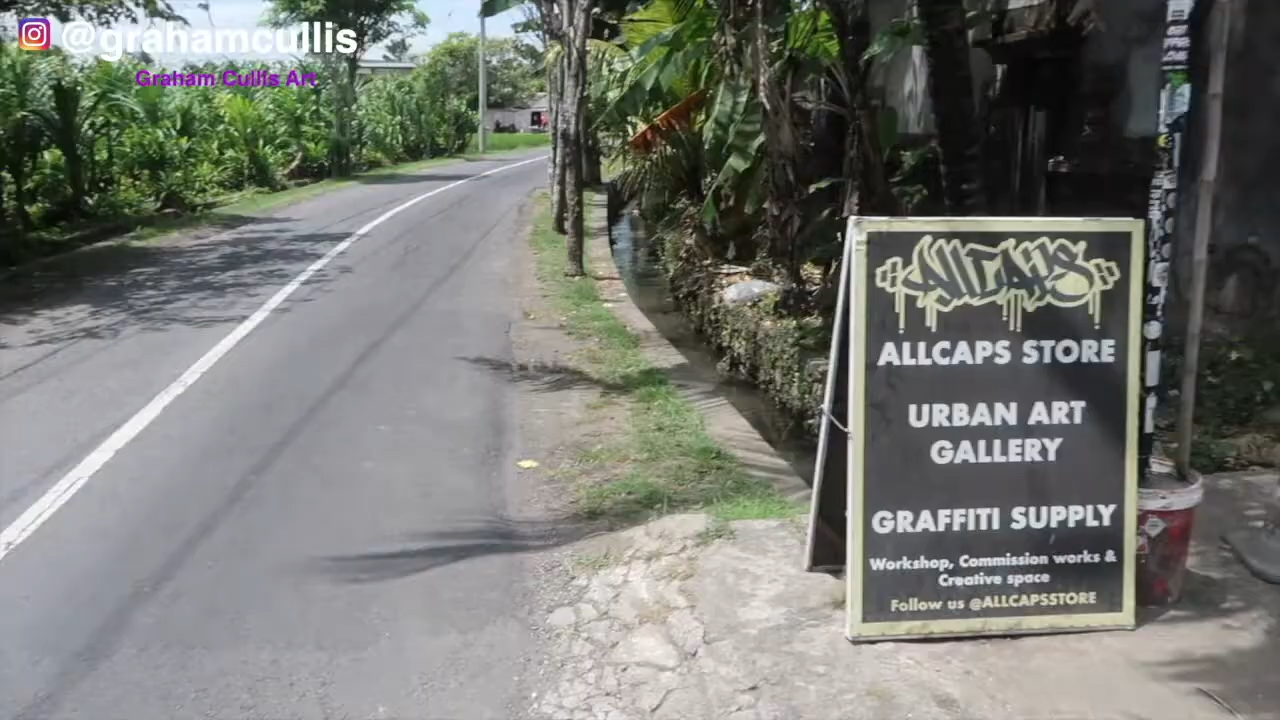 @grahamcullis
Graham Cullis Art
ALLCAPS
ALLCAPS STORE
URBAN ART
GALLERY
GRAFFITI SUPPLY
Workshop, Commission works &
Creative space
Follow us @ALLCAPSSTORE